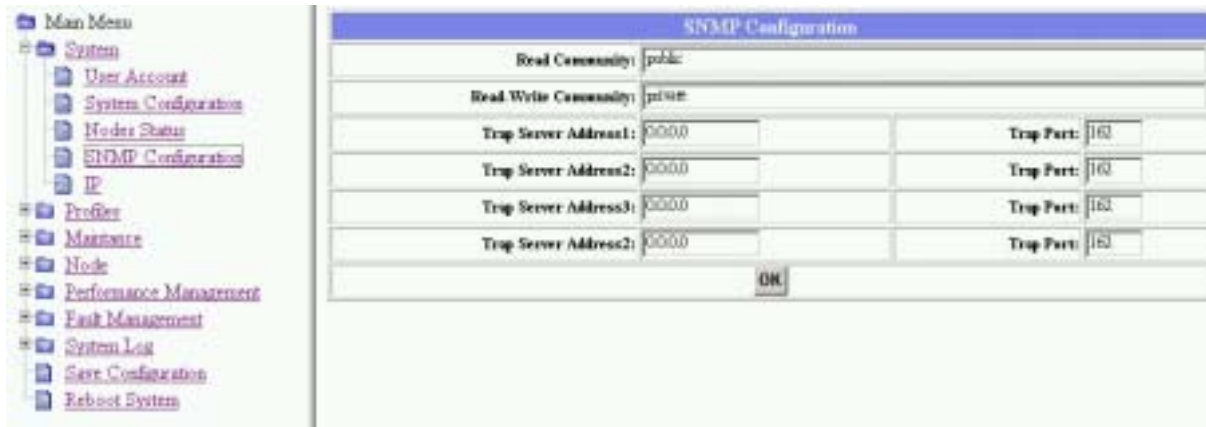 Main Menu
SNMP Configuration
System
Read Community: public
User Account
Read-Write Community: private
System Configuration
Nodes Status
Trap Server Address1: 0.0.0.0 Trap Port: 162
SNMP Configuration
Trap Server Address2: 0.0.0.0 Trap Port: 162
IP
Profiles
Trap Server Address3: 0.0.0.0 Trap Port: 162
Maintance
Trap Server Address2: 0.0.0.0 Trap Port: 162
Node
OK
Performance Management
Fault Management
System Log
Save Configuration
Reboot System